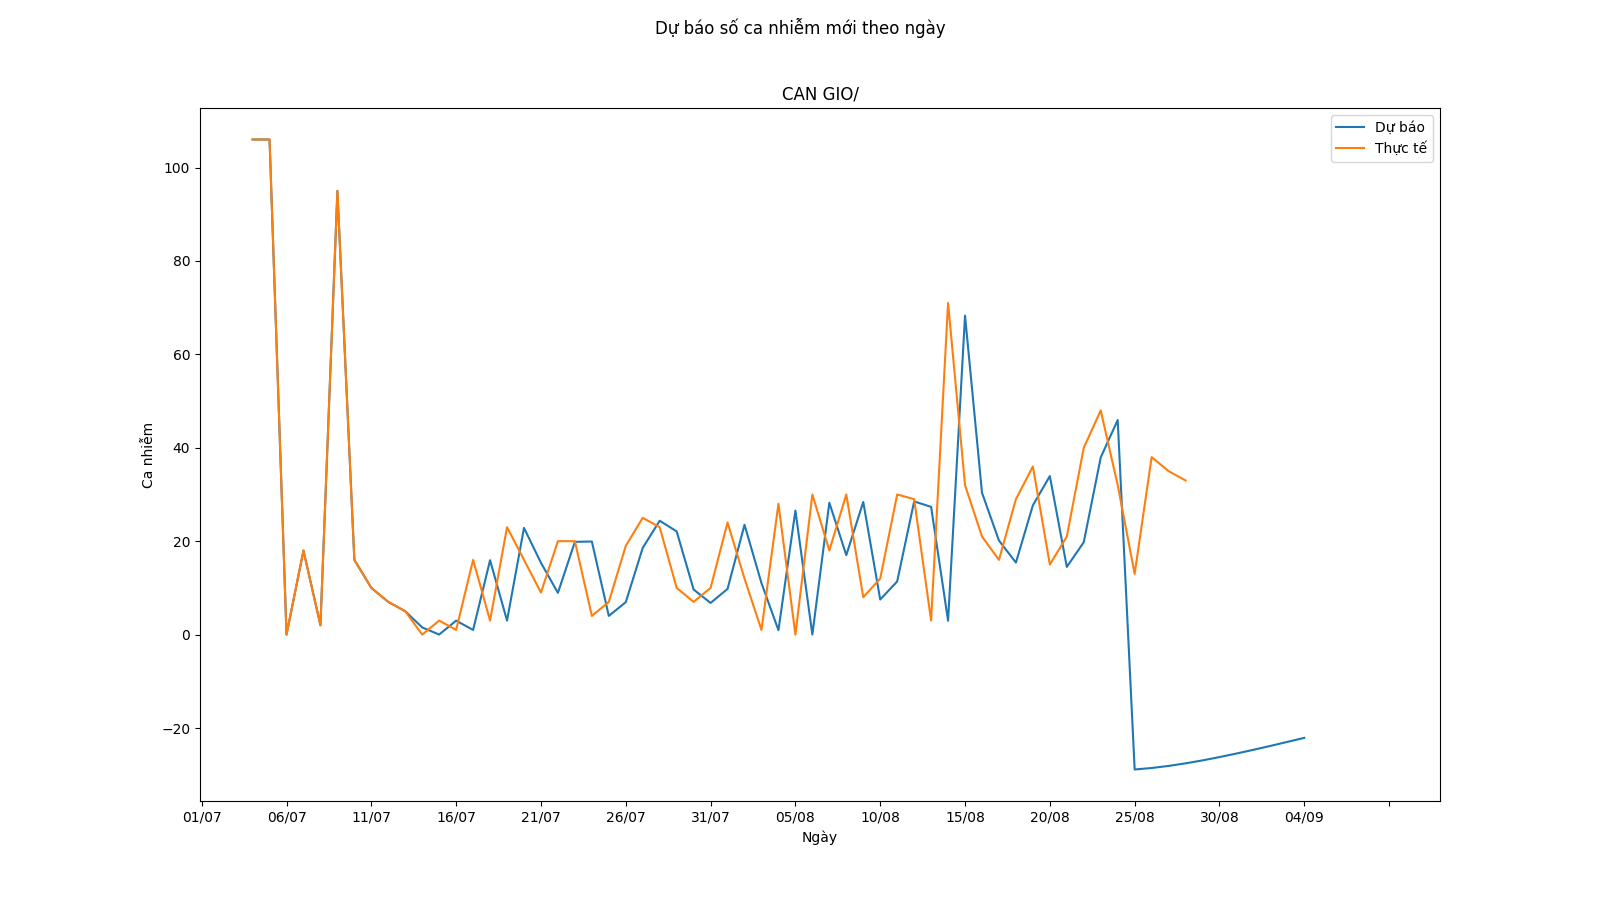 Dự báo số ca nhiễm mới theo ngày
CAN GIO/
Dự báo
Thực tế
100
80
60
40
20
0
−20
Ca nhiễm
01/07 06/07 11/07 16/07 21/07 26/07 31/07 05/08 10/08 15/08 20/08 25/08 30/08 04/09
Ngày